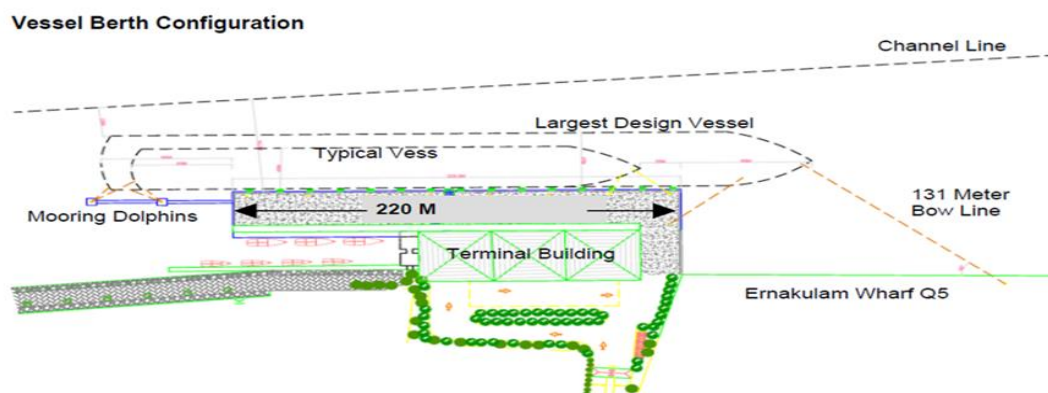 Vessel Berth Configuration
Channel Line
Largest Design Vessel
Typical Vess
Mooring Dolphins
220 M
131 Meter
Bow Line
Terminal Building
Ernakulam Wharf Q5